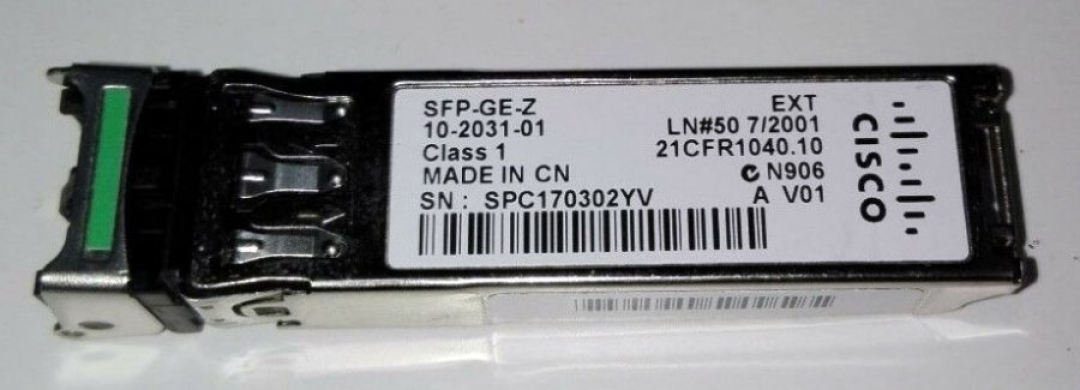 SFP-GE-Z
10-2031-01
Class 1
MADE IN CN
SN : SPC170302YV
EXT
LN#50 7/2001
21CFR1040.10
N906
A V01
CISCO